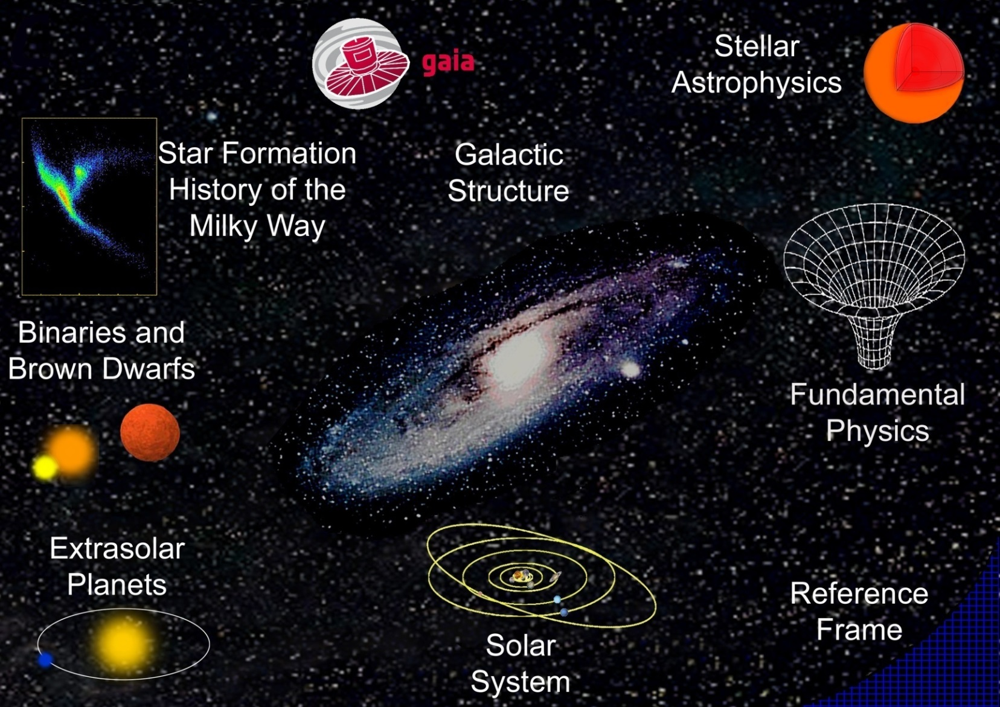 gaia
Stellar
Astrophysics
Star Formation
History of the
Milky Way
Galactic
Structure
Binaries and
Brown Dwarfs
Fundamental
Physics
Extrasolar
Planets
Reference
Frame
Solar
System